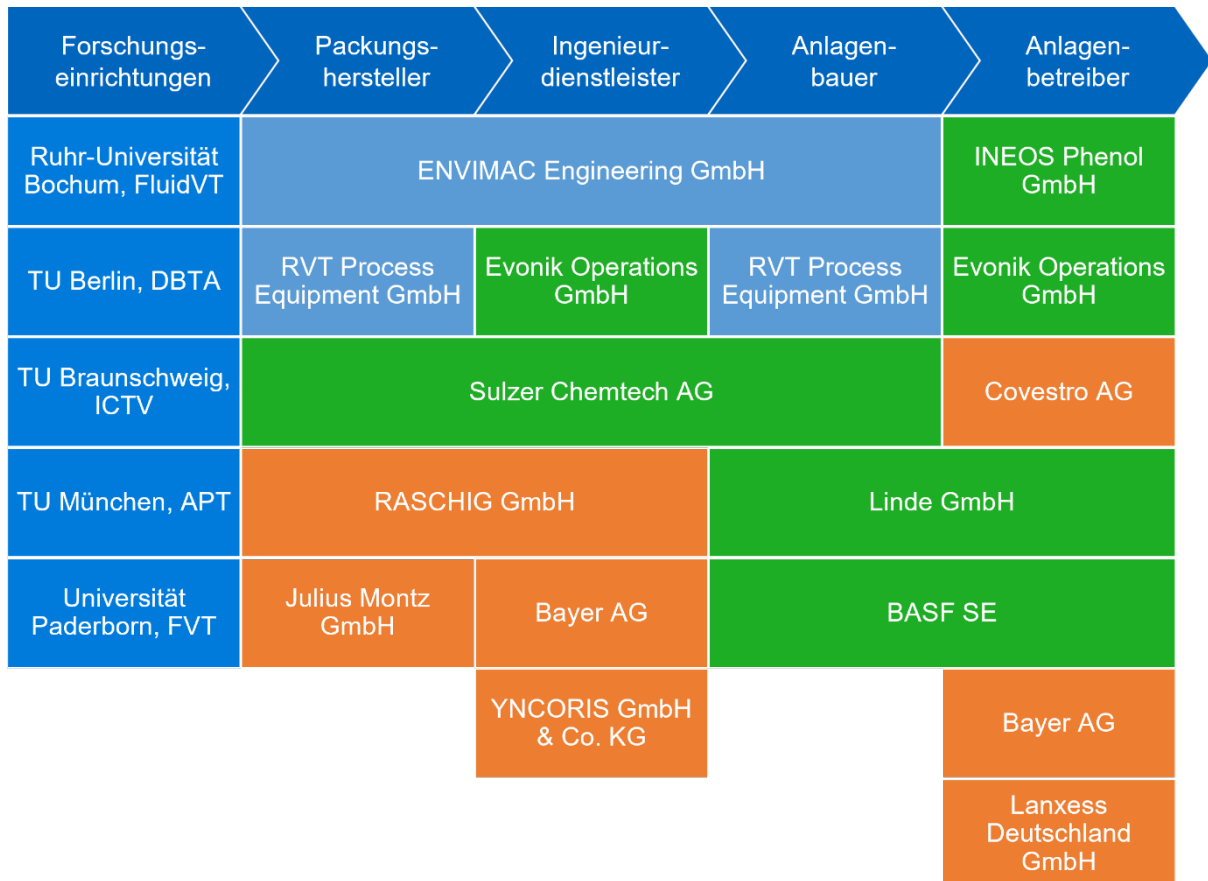 Forschungs-
einrichtungen
Packungs-
hersteller
Ingenieur-
dienstleister
Anlagen-
bauer
Anlagen-
betreiber
Ruhr-Universität
Bochum, FluidVT
ENVIMAC Engineering GmbH
INEOS Phenol
GmbH
TU Berlin, DBTA
RVT Process
Equipment GmbH
Evonik Operations
GmbH
RVT Process
Equipment GmbH
Evonik Operations
GmbH
TU Braunschweig,
ICTV
Sulzer Chemtech AG
Covestro AG
TU München, APT
RASCHIG GmbH
Linde GmbH
Universität
Paderborn, FVT
Julius Montz
GmbH
Bayer AG
BASF SE
YNCORIS GmbH
& Co. KG
Bayer AG
Lanxess
Deutschland
GmbH